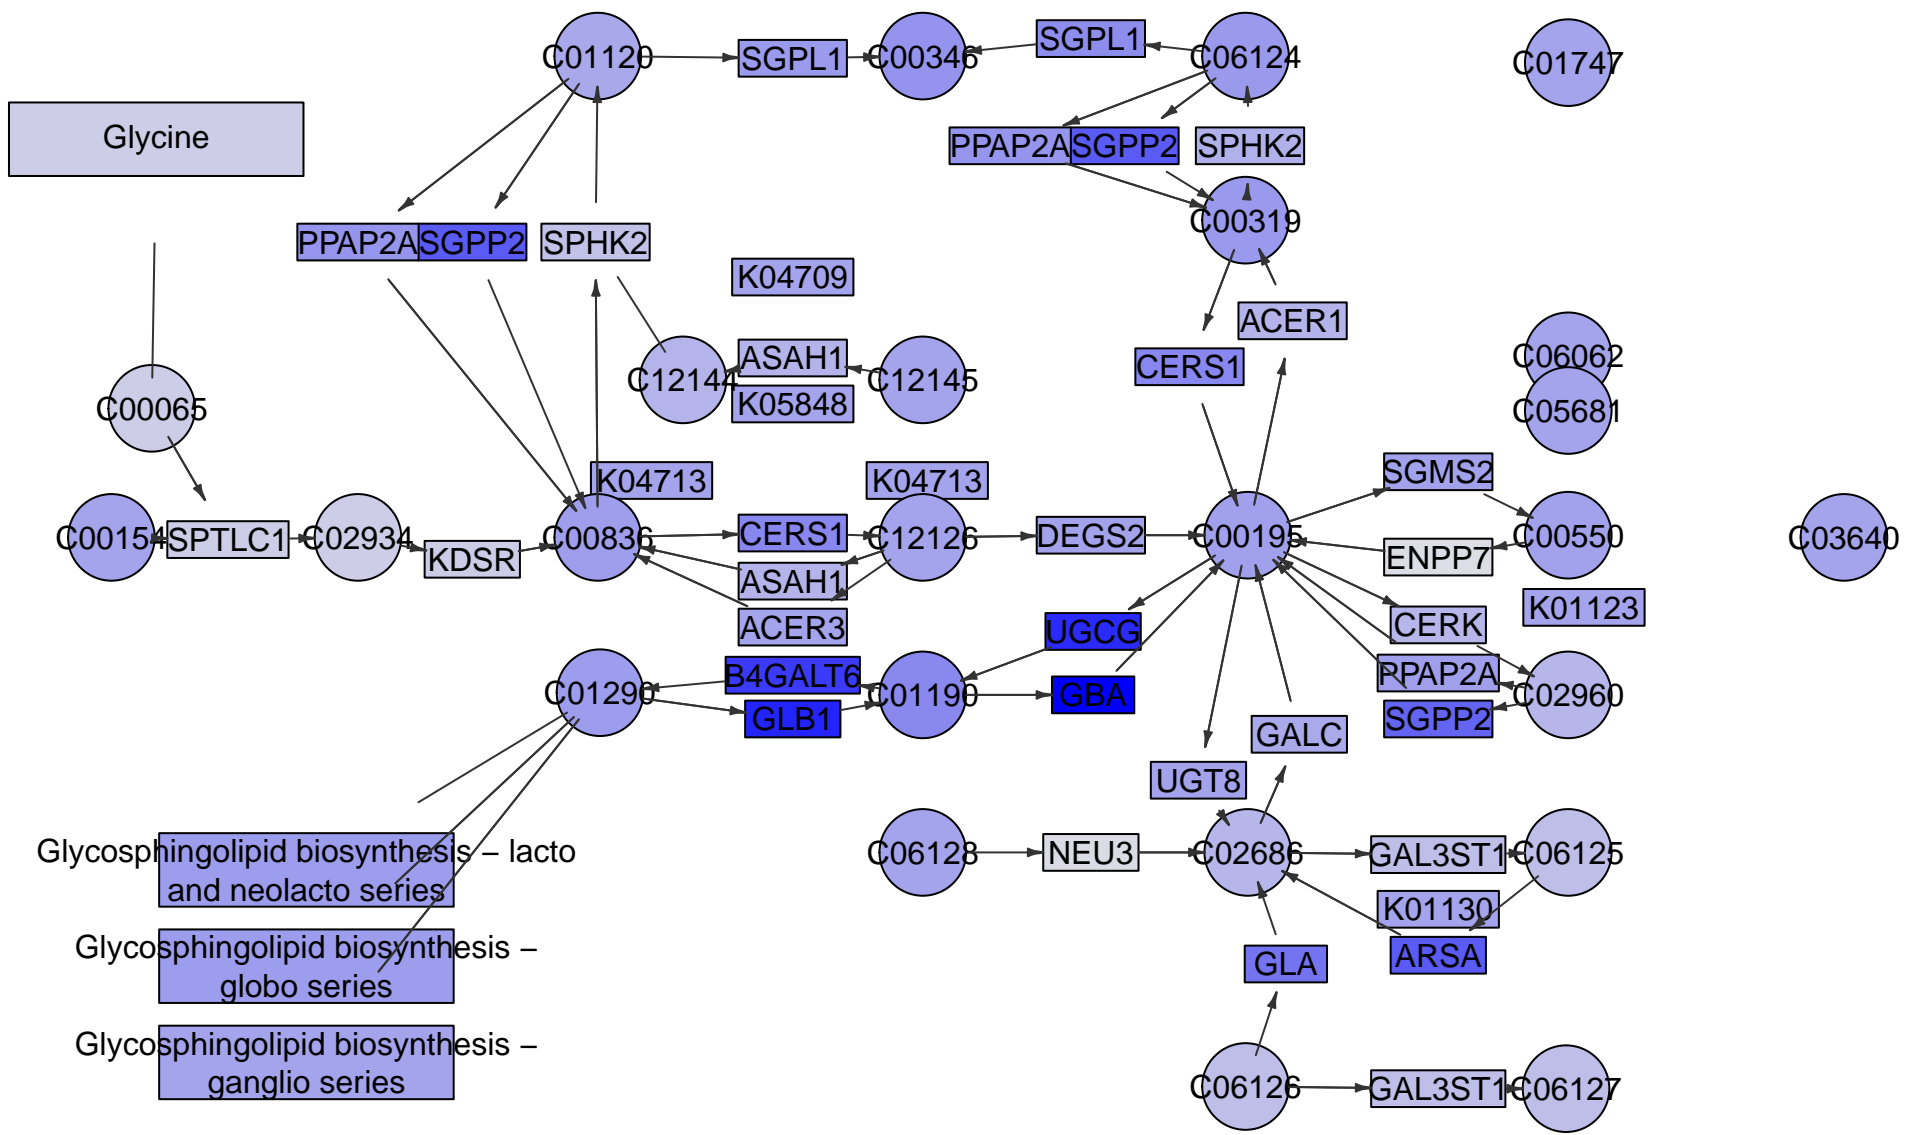 C01120
SGPL1
C00346
SGPL1
C06124
C01747
Glycine
PPAP2A
SGPP2
SPHK2
C00319
PPAP2A
SGPP2
SPHK2
K04709
ACER1
C06062
ASAH1
CERS1
C12144
C12145
K05848
C00065
C05681
K04713
K04713
SGMS2
C00154
SPTLC1
C02934
KDSR
C00836
CERS1
C12126
DEGS2
C00195
ENPP7
C00550
C03640
ASAH1
K01123
ACER3
UGCG
CERK
B4GALT6
PPAP2A
C01290
C01190
GBA
C02960
GLB1
SGPP2
GALC
UGT8
Glycosphingolipid biosynthesis – lacto
and neolacto series
C06128
NEU3
C02686
GAL3ST1
C06125
K01130
Glycosphingolipid biosynthesis –
globo series
GLA
ARSA
Glycosphingolipid biosynthesis –
ganglio series
C06126
GAL3ST1
C06127